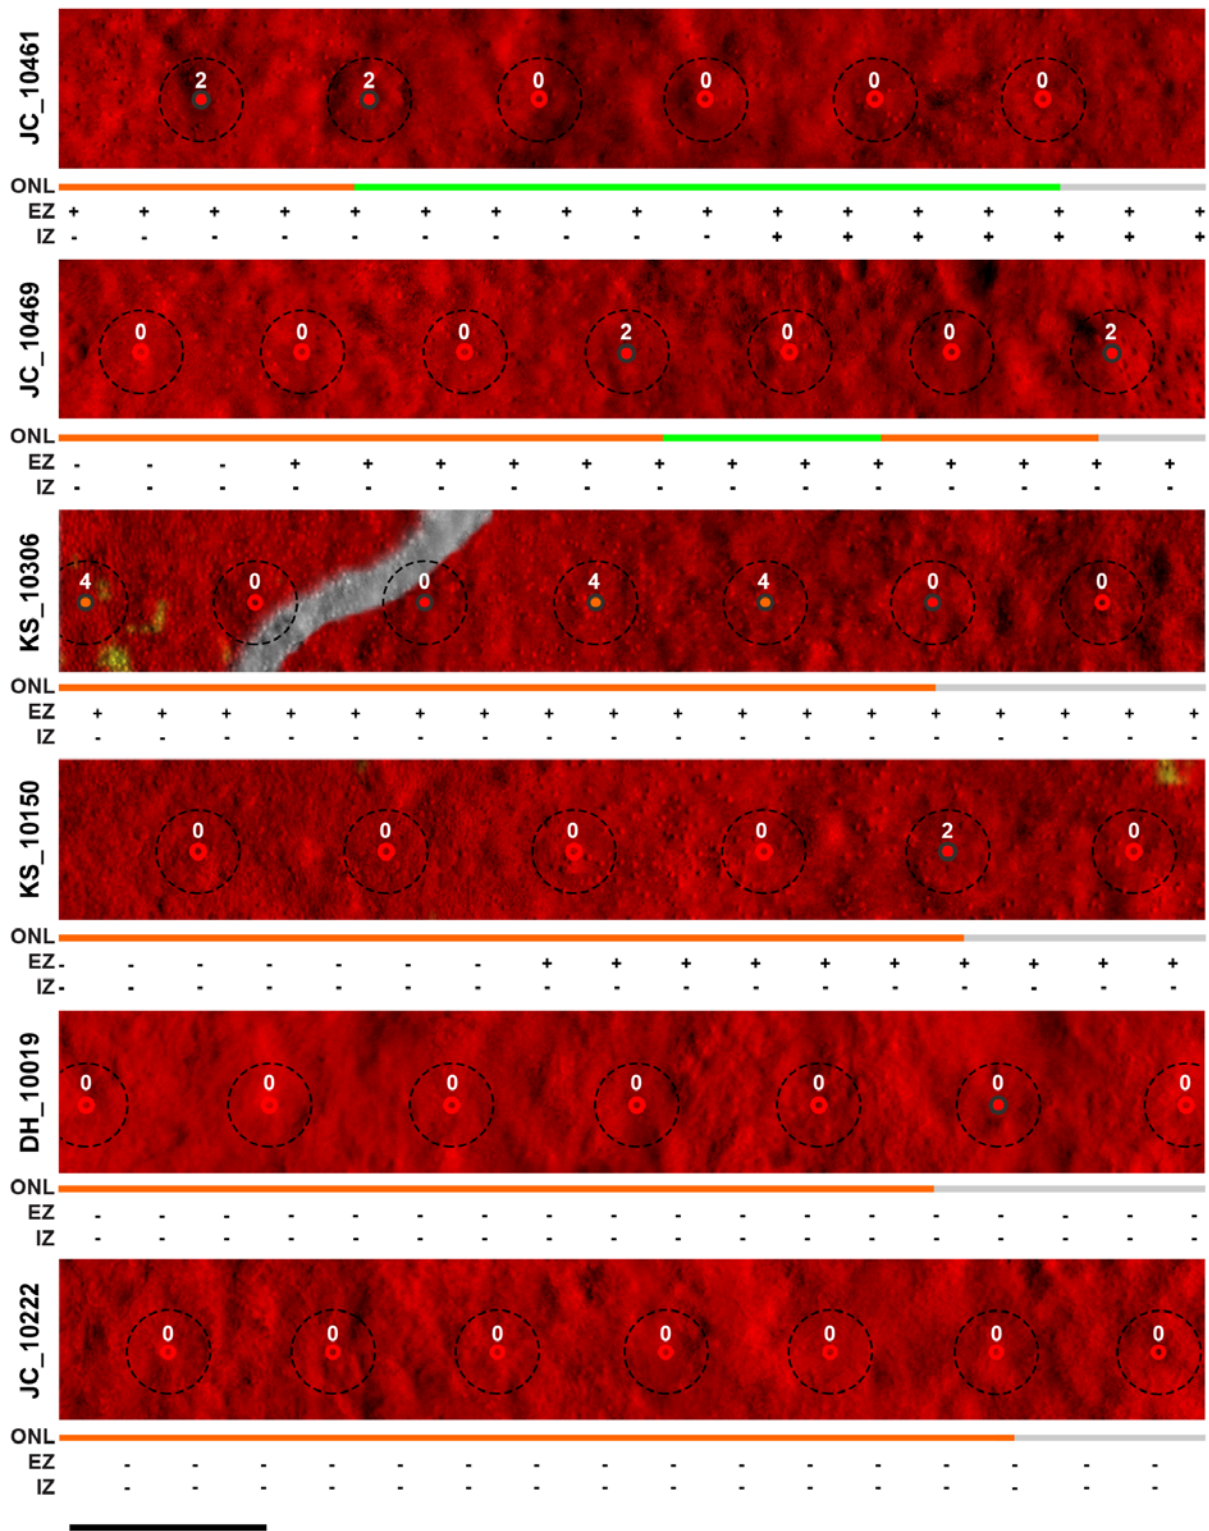 JC_10461
2 2 0 0 0 0
ONL
EZ + + + + + + + + + + + + + + + + +
IZ - - - - - - - - - - + + + + + + +
JC_10469
0 0 0 2 0 0 2
ONL
EZ - - - + + + + + + + + + + + + +
IZ - - - - - - - - - - - - - - - -
KS_10306
4 0 0 4 4 0 0
ONL
EZ + + + + + + + + + + + + + + + + + +
IZ - - - - - - - - - - - - - - - - - -
KS_10150
0 0 0 0 2 0
ONL
EZ - - - - - - - + + + + + + + + + +
IZ - - - - - - - - - - - - - - - - -
DH_10019
0 0 0 0 0 0 0
ONL
EZ - - - - - - - - - - - - - - - - - -
IZ - - - - - - - - - - - - - - - - - -
JC_102222
0 0 0 0 0 0 0
ONL
EZ - - - - - - - - - - - - - - - -
IZ - - - - - - - - - - - - - - - -